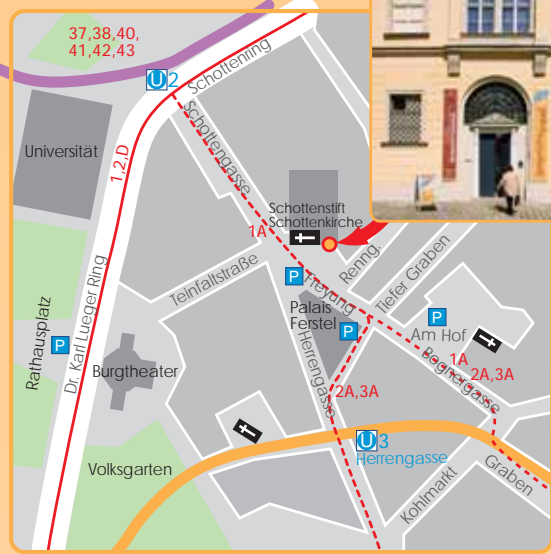 37,38,40,
41,42,43
U2
Schottenring
Schottengasse
Universität
1,2,D
Schottenstift
Schottenkirche
1A
Renng.
Tiefer Graben
Teinfaltstraße
P
Freyung
Palais
Ferstel
P
P
Am Hof
Rathausplatz
P
Dr. Karl Lueger Ring
Burgtheater
Herrengasse
Bognergasse
1A
2A,3A
2A,3A
U3
Herrengasse
Volksgarten
Kohlmarkt
Graben